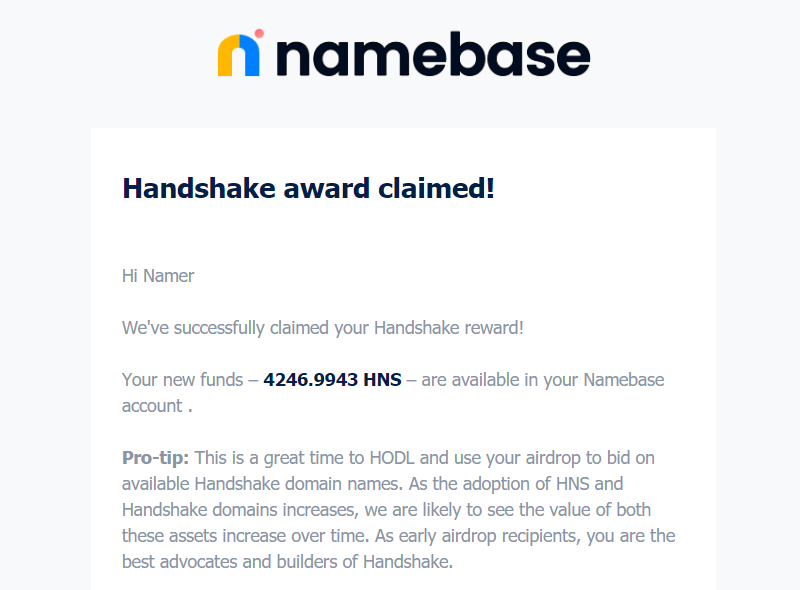 namebase
Handshake award claimed!
Hi Namer
We've successfully claimed your Handshake reward!
Your new funds – 4246.9943 HNS – are available in your Namebase
account .
Pro-tip: This is a great time to HODL and use your airdrop to bid on
available Handshake domain names. As the adoption of HNS and
Handshake domains increases, we are likely to see the value of both
these assets increase over time. As early airdrop recipients, you are the
best advocates and builders of Handshake.